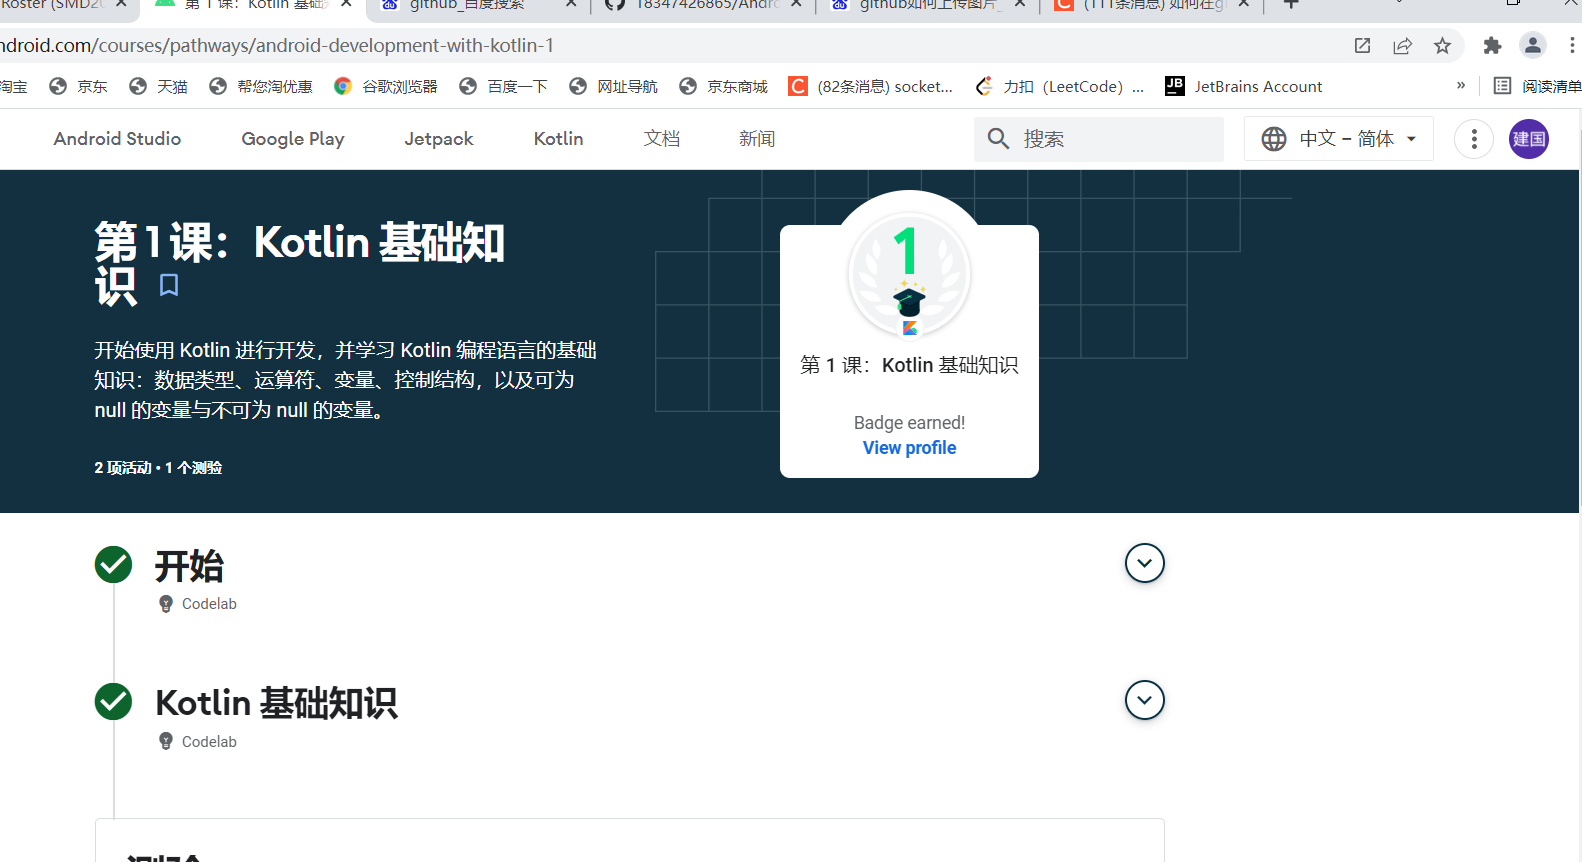 Roster (SMD2
第 1 课：Kotlin 基础
github_百度搜索
18347426865/Andro
github如何上传图片_
(111条消息) 如何在gi
ndroid.com/courses/pathways/android-development-with-kotlin-1
淘宝
京东
天猫
帮您淘优惠
谷歌浏览器
百度一下
网址导航
京东商城
(82条消息) socket...
力扣（LeetCode）...
JetBrains Account
»
阅读清单
Android Studio
Google Play
Jetpack
Kotlin
文档
新闻
搜索
中文 – 简体
建国
第 1 课：Kotlin 基础知
识
开始使用 Kotlin 进行开发，并学习 Kotlin 编程语言的基础
知识：数据类型、运算符、变量、控制结构，以及可为
null 的变量与不可为 null 的变量。
2 项活动 • 1 个测验
1
第 1 课：Kotlin 基础知识
Badge earned!
View profile
开始
Codelab
Kotlin 基础知识
Codelab